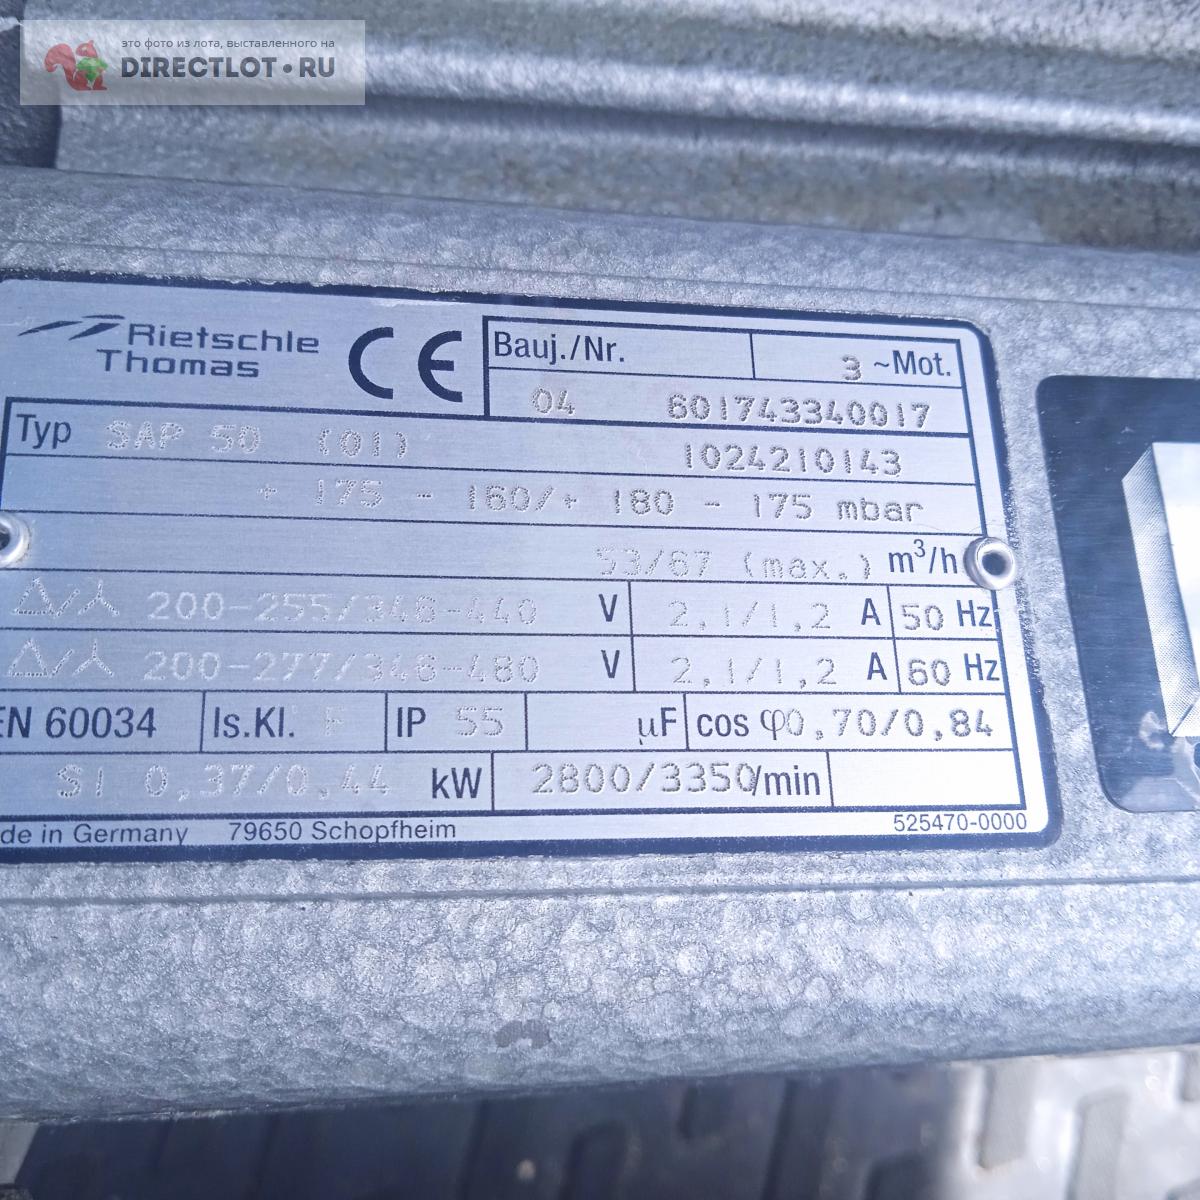 это фото из лота, выставленного на
DIRECTLOT•RU
Rietschle
Thomas
CE
Bauj./Nr.
3 ~Mot.
04 601743340017
Typ SAP 50 (01) 1024210143
+ 175 - 160/+ 180 - 175 mbar
53/67 (max.) m³/h
△/⅄ 200-255/346-440 V 2,1/1,2 A 50 Hz
△/⅄ 200-277/346-480 V 2,1/1,2 A 60 Hz
EN 60034 Is.Kl. F IP 55 µF cos φ0,70/0,84
S1 0,37/0,44 kW 2800/3350/min
de in Germany 79650 Schopfheim 525470-0000